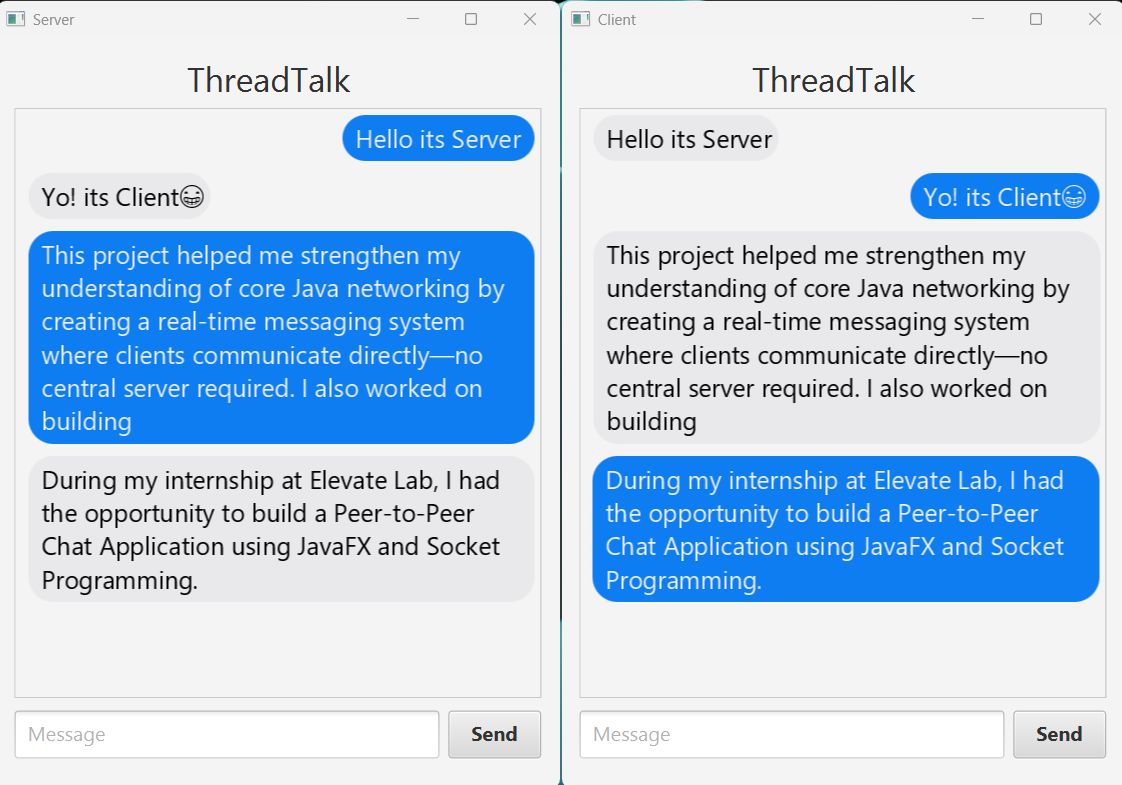 Server
ThreadTalk
Hello its Server
Yo! its Client😁
This project helped me strengthen my
understanding of core Java networking by
creating a real-time messaging system
where clients communicate directly—no
central server required. I also worked on
building
During my internship at Elevate Lab, I had
the opportunity to build a Peer-to-Peer
Chat Application using JavaFX and Socket
Programming.
Message
Send
Client
ThreadTalk
Hello its Server
Yo! its Client😁
This project helped me strengthen my
understanding of core Java networking by
creating a real-time messaging system
where clients communicate directly—no
central server required. I also worked on
building
During my internship at Elevate Lab, I had
the opportunity to build a Peer-to-Peer
Chat Application using JavaFX and Socket
Programming.
Message
Send